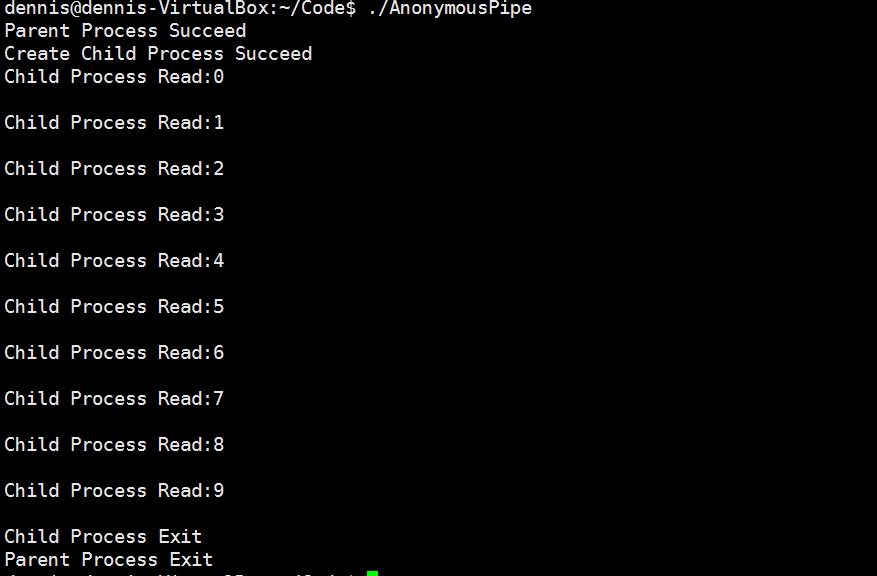 dennis@dennis-VirtualBox:~/Code$ ./AnonymousPipe
Parent Process Succeed
Create Child Process Succeed
Child Process Read:0
Child Process Read:1
Child Process Read:2
Child Process Read:3
Child Process Read:4
Child Process Read:5
Child Process Read:6
Child Process Read:7
Child Process Read:8
Child Process Read:9
Child Process Exit
Parent Process Exit